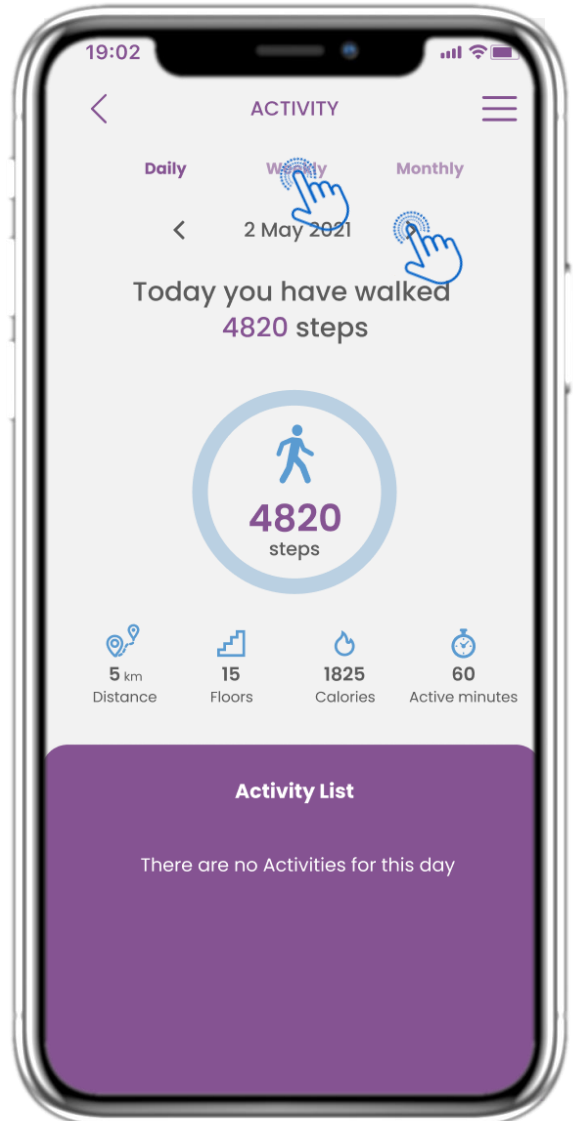 19:02
ACTIVITY
Daily Weekly Monthly
2 May 2021
Today you have walked
4820 steps
4820
steps
5 km 15 1825 60
Distance Floors Calories Active minutes
Activity List
There are no Activities for this day